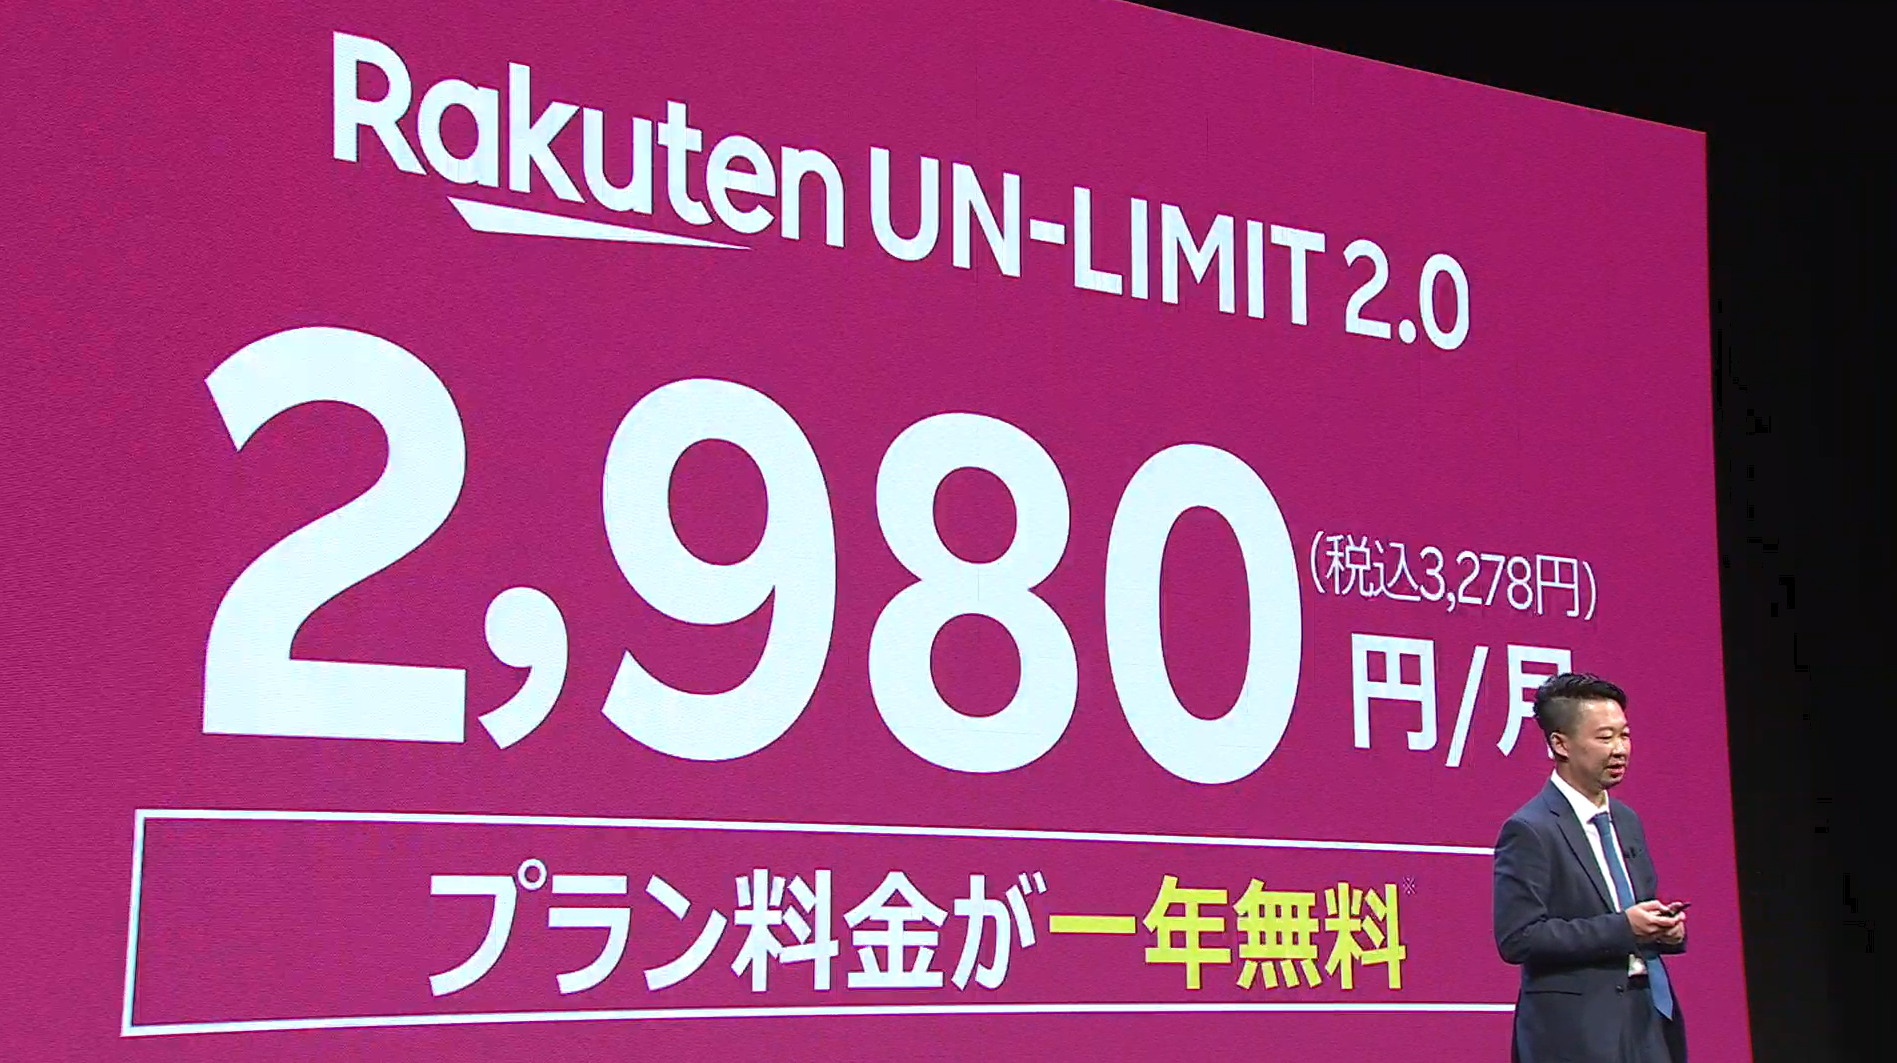 Rakuten UN-LIMIT 2.0
2,980
(税込3,278円)
円/月
プラン料金が一年無料※